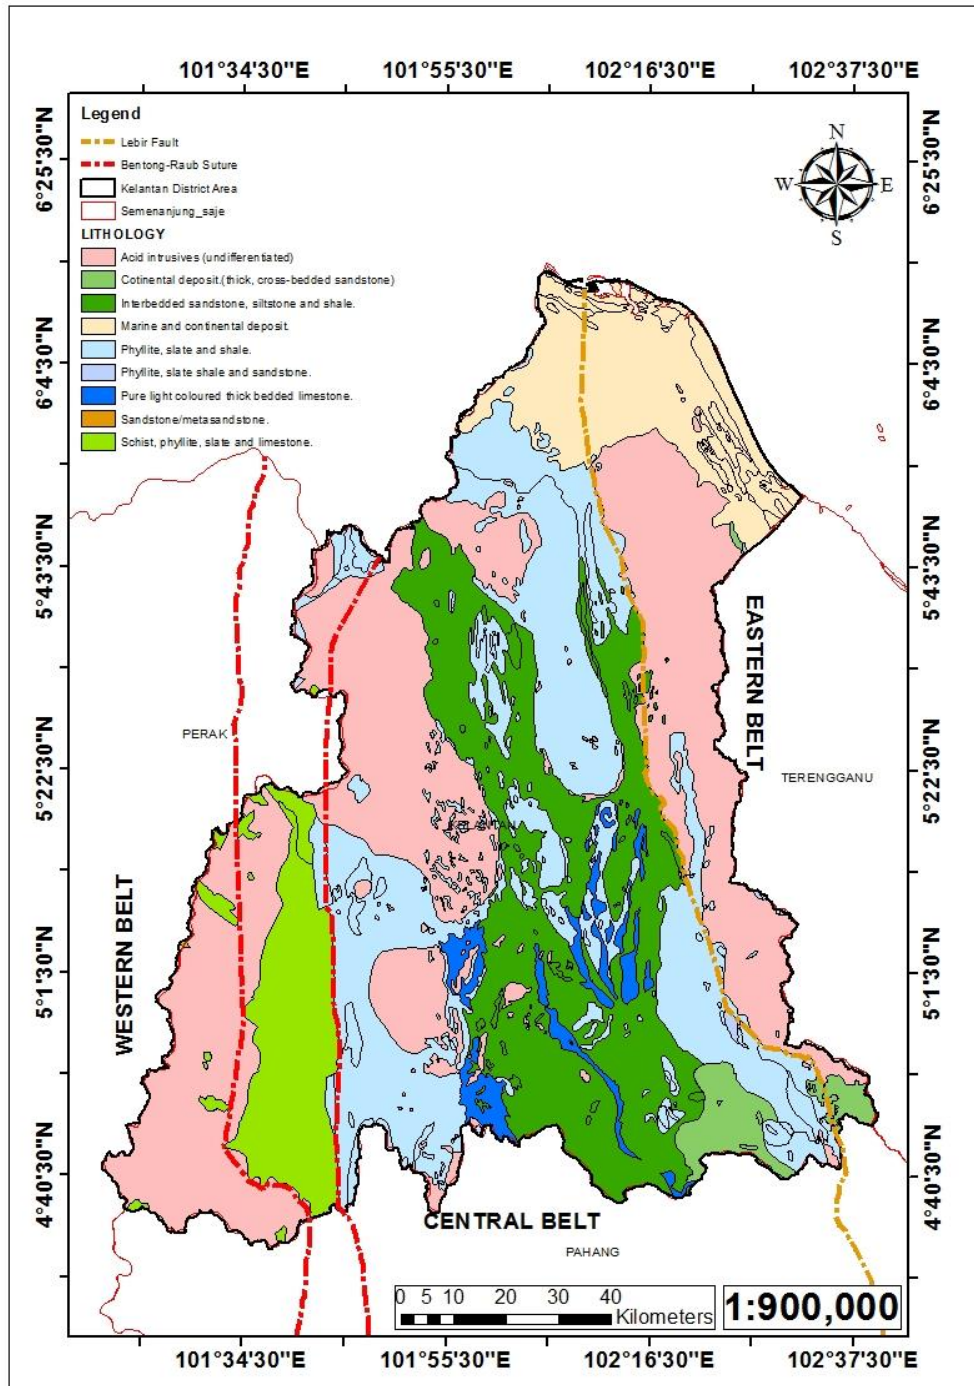 101°34'30"E 101°55'30"E 102°16'30"E 102°37'30"E
Legend
Lebir Fault
Bentong-Raub Suture
Kelantan District Area
Semenanjung_saje
LITHOLOGY
Acid intrusives (undifferentiated)
Cotinental deposit.(thick, cross-bedded sandstone)
Interbedded sandstone, siltstone and shale.
Marine and continental deposit.
Phyllite, slate and shale.
Phyllite, slate shale and sandstone.
Pure light coloured thick bedded limestone.
Sandstone/metasandstone.
Schist, phyllite, slate and limestone.
N
W E
S
6°25'30"N 6°25'30"N
6°4'30"N 6°4'30"N
5°43'30"N 5°43'30"N
5°22'30"N 5°22'30"N
5°1'30"N 5°1'30"N
4°40'30"N 4°40'30"N
EASTERN BELT
PERAK
TERENGGANU
KELANTAN
WESTERN BELT
CENTRAL BELT
PAHANG
0 5 10 20 30 40
Kilometers
1:900,000
101°34'30"E 101°55'30"E 102°16'30"E 102°37'30"E